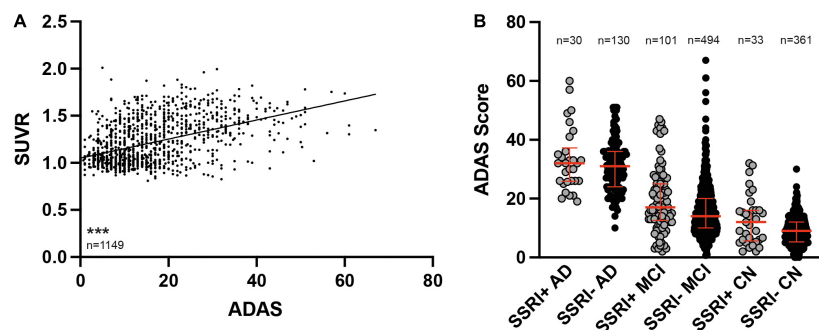 A
2.5
2.0
1.5
1.0
0.5
0.0
SUVR
***
n=1149
0 20 40 60 80
ADAS
B
80
60
40
20
0
ADAS Score
n=30 n=130 n=101 n=494 n=33 n=361
SSRI+ AD
SSRI- AD
SSRI+ MCI
SSRI- MCI
SSRI+ CN
SSRI- CN